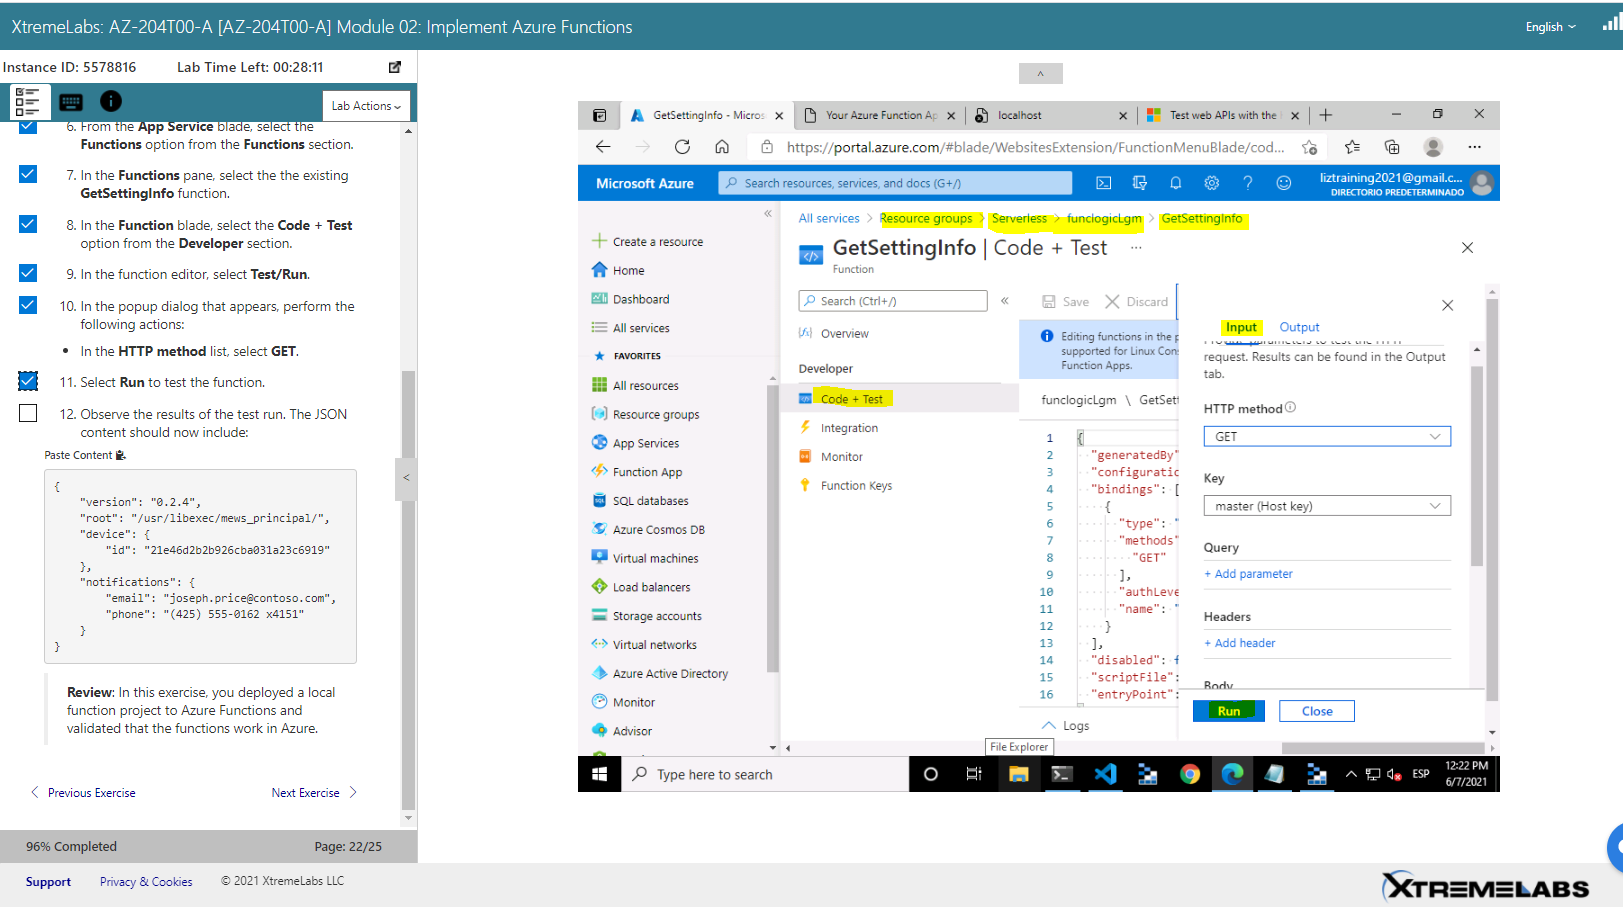 XtremeLabs: AZ-204T00-A [AZ-204T00-A] Module 02: Implement Azure Functions
English
Instance ID: 5578816
Lab Time Left: 00:28:11
Lab Actions
6. From the App Service blade, select the
Functions option from the Functions section.
7. In the Functions pane, select the the existing
GetSettingInfo function.
8. In the Function blade, select the Code + Test
option from the Developer section.
9. In the function editor, select Test/Run.
10. In the popup dialog that appears, perform the
following actions:
• In the HTTP method list, select GET.
11. Select Run to test the function.
12. Observe the results of the test run. The JSON
content should now include:
Paste Content
{
"version": "0.2.4",
"root": "/usr/libexec/mews_principal/",
"device": {
"id": "21e46d2b2b926cba031a23c6919"
},
"notifications": {
"email": "joseph.price@contoso.com",
"phone": "(425) 555-0162 x4151"
}
}
Review: In this exercise, you deployed a local
function project to Azure Functions and
validated that the functions work in Azure.
< Previous Exercise
Next Exercise >
96% Completed
Page: 22/25
Support
Privacy & Cookies
© 2021 XtremeLabs LLC
XTREMELABS
GetSettingInfo - Micros
Your Azure Function Ap
localhost
Test web APIs with the
https://portal.azure.com/#blade/WebsitesExtension/FunctionMenuBlade/cod...
Microsoft Azure
Search resources, services, and docs (G+/)
liztraining2021@gmail.c...
DIRECTORIO PREDETERMINADO
«
Create a resource
Home
Dashboard
All services
FAVORITES
All resources
Resource groups
App Services
Function App
SQL databases
Azure Cosmos DB
Virtual machines
Load balancers
Storage accounts
Virtual networks
Azure Active Directory
Monitor
Advisor
All services > Resource groups > Serverless > funclogicLgm > GetSettingInfo
GetSettingInfo | Code + Test ...
Function
Search (Ctrl+/)
«
Overview
Developer
Code + Test
Integration
Monitor
Function Keys
Save
Discard
Editing functions in the p
supported for Linux Con
Function Apps.
funclogicLgm \ GetSett
1 {
2 "generatedBy"
3 "configuratic
4 "bindings": [
5 {
6 "type": "
7 "methods"
8 "GET"
9 ],
10 "authLeve
11 "name": "
12 }
13 ],
14 "disabled": f
15 "scriptFile":
16 "entryPoint":
Logs
Input
Output
request. Results can be found in the Output
tab.
HTTP method
GET
Key
master (Host key)
Query
+ Add parameter
Headers
+ Add header
Body
Run
Close
File Explorer
Type here to search
ESP
12:22 PM
6/7/2021